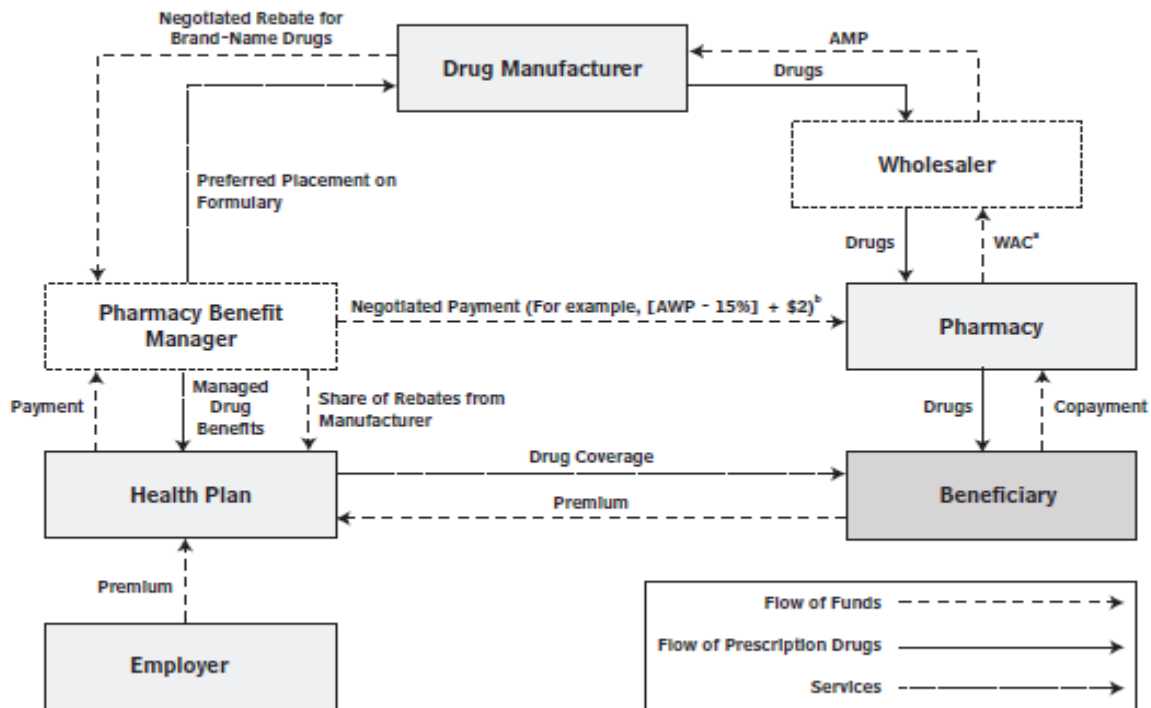 Negotiated Rebate for
Brand-Name Drugs
AMP
Drug Manufacturer
Drugs
Wholesaler
Preferred Placement on
Formulary
Drugs
WACᵃ
Pharmacy Benefit
Manager
Negotiated Payment (For example, [AWP - 15%] + $2)ᵇ
Pharmacy
Payment
Managed
Drug
Benefits
Share of Rebates from
Manufacturer
Drugs
Copayment
Health Plan
Drug Coverage
Premium
Beneficiary
Premium
Employer
Flow of Funds
Flow of Prescription Drugs
Services